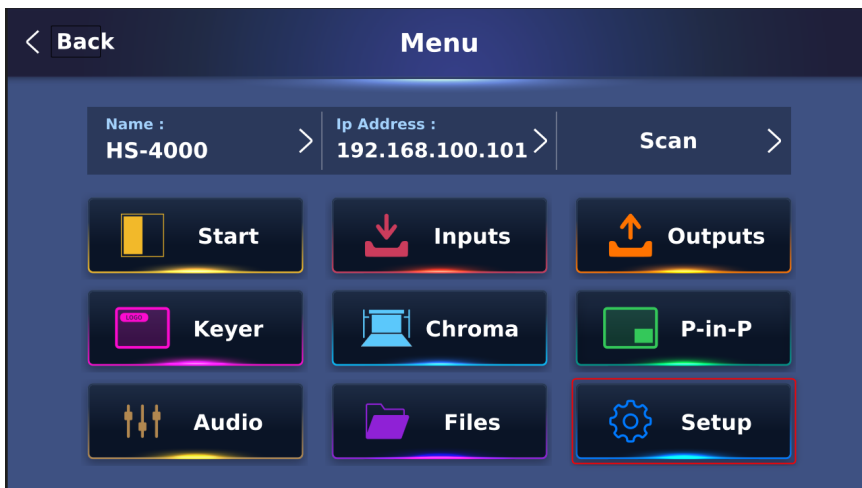 Back
Menu
Name :
HS-4000
Ip Address :
192.168.100.101
Scan
Start
Inputs
Outputs
LOGO
Keyer
Chroma
P-in-P
Audio
Files
Setup